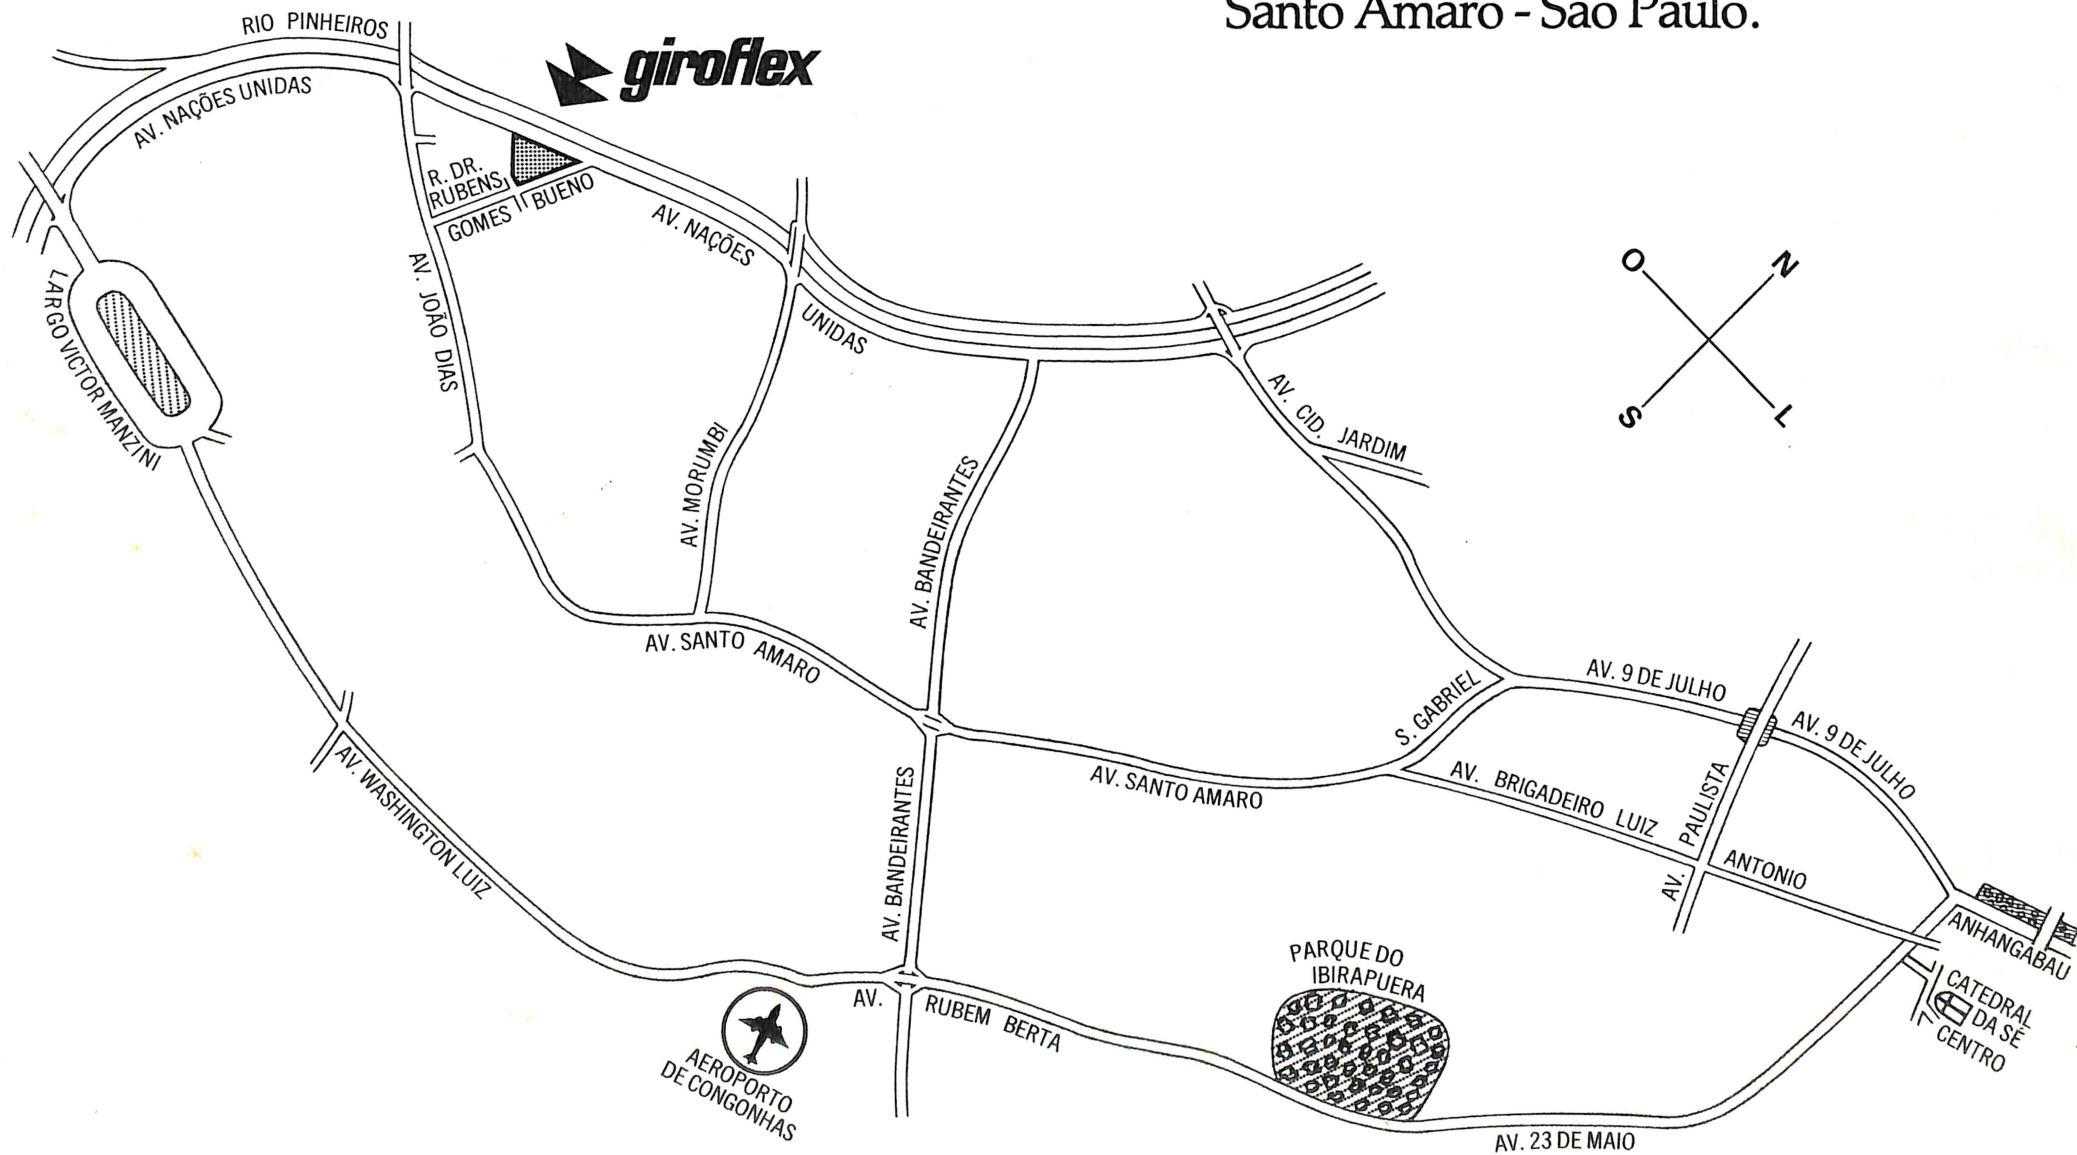 Santo Amaro - São Paulo.
RIO PINHEIROS
giroflex
AV. NAÇÕES UNIDAS
R. DR.
RUBENS
GOMES BUENO
AV. NAÇÕES
UNIDAS
O
N
S
L
LARGO VICTOR MANZINI
AV. JOÃO DIAS
AV. MORUMBI
AV. BANDEIRANTES
AV. CID. JARDIM
AV. SANTO AMARO
AV. SANTO AMARO
S. GABRIEL
AV. 9 DE JULHO
AV. 9 DE JULHO
AV. BRIGADEIRO LUIZ
ANTONIO
AV. PAULISTA
AV. WASHINGTON LUIZ
AV. BANDEIRANTES
ANHANGABAU
CATEDRAL
DA SÉ
CENTRO
PARQUE DO
IBIRAPUERA
AV. RUBEM BERTA
AEROPORTO
DE CONGONHAS
AV. 23 DE MAIO